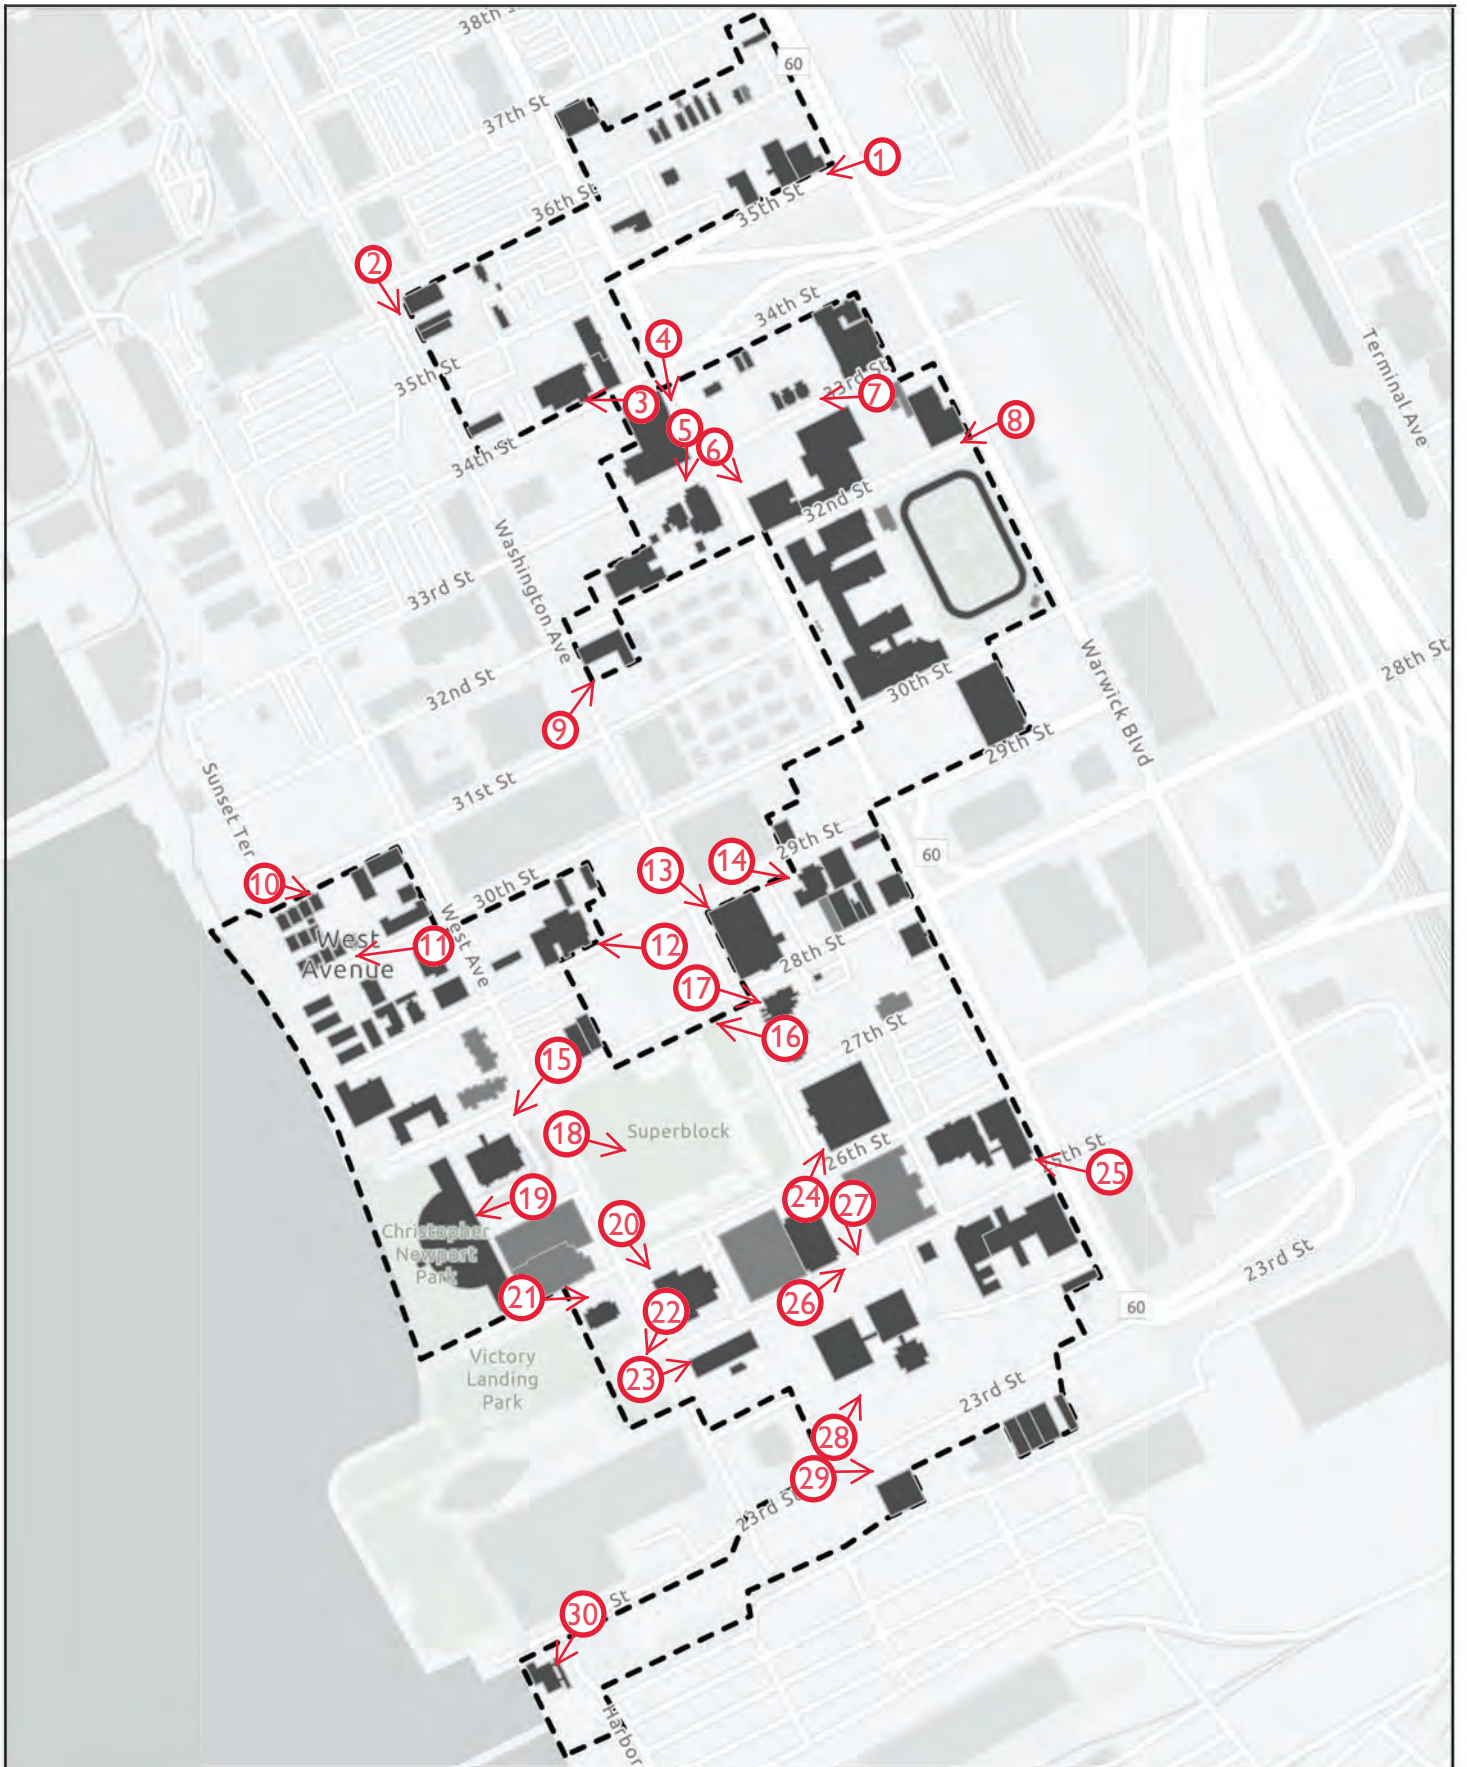 38th
60
37th St
1
36th St
35th St
2
34th St
4
Terminal Ave
35th St
33rd St
7
3
8
5
6
34th St
32nd St
Washington Ave
33rd St
28th St
32nd St
30th St
Warwick Blvd
9
29th St
31st St
Sunset Ter
29th St
60
14
13
10
30th St
West Ave
West
Avenue
11
12
28th St
17
16
27th St
15
18
Superblock
26th St
25th St
25
24
19
27
Christopher
Newport
Park
20
23rd St
21
26
22
60
Victory
Landing
Park
23
23rd St
28
29
23rd St
St
30
Harbor